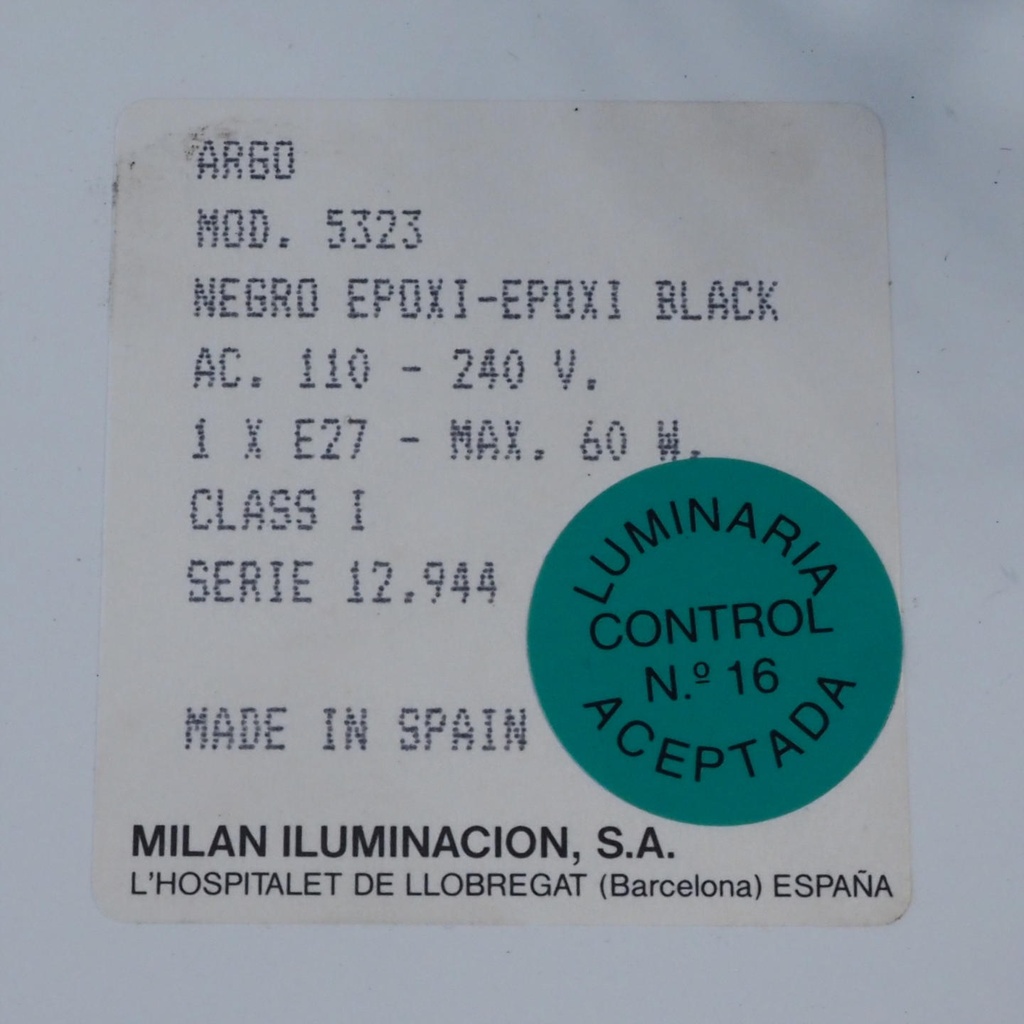 ARGO
MOD. 5323
NEGRO EPOXI-EPOXI BLACK
AC. 110 - 240 V.
1 X E27 - MAX. 60 W.
CLASS I
SERIE 12.944
MADE IN SPAIN
LUMINARIA
CONTROL
N.º 16
ACEPTADA
MILAN ILUMINACION, S.A.
L'HOSPITALET DE LLOBREGAT (Barcelona) ESPAÑA